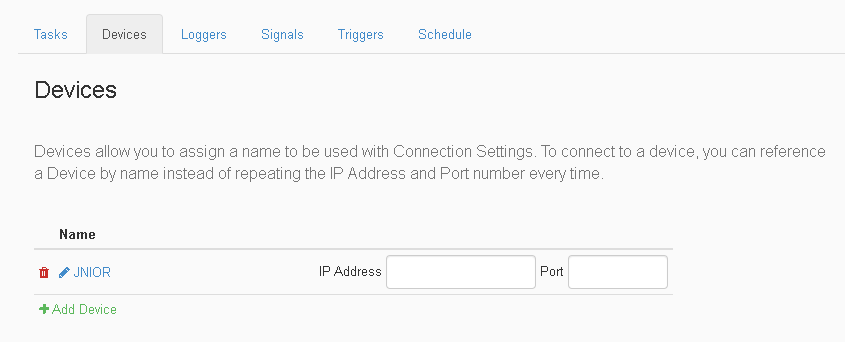 Tasks Devices Loggers Signals Triggers Schedule
Devices
Devices allow you to assign a name to be used with Connection Settings. To connect to a device, you can reference
a Device by name instead of repeating the IP Address and Port number every time.
Name
JNIOR IP Address Port
Add Device